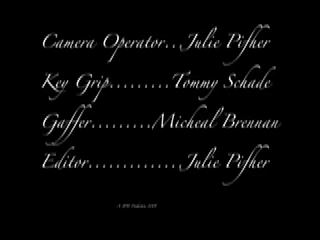 Camera Operator..Julie Pifher
Key Grip.........Tommy Schade
Gaffer.........Micheal Brennan
Editor..............Julie Pifher